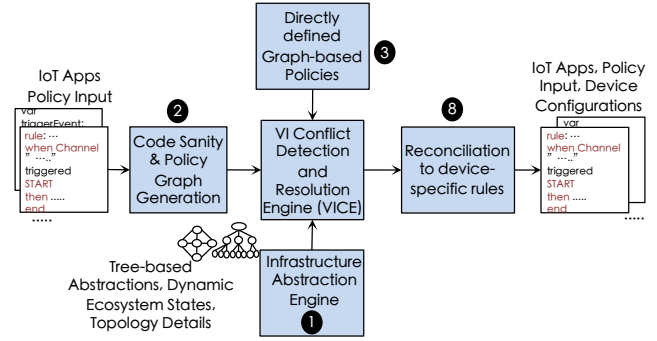 Directly
defined
Graph-based
Policies
3
IoT Apps
Policy Input
var
triggerEvent:
rule: ...
when Channel
" ...."
triggered
START
then .....
end
.....
2
Code Sanity
& Policy
Graph
Generation
VI Conflict
Detection
and
Resolution
Engine (VICE)
8
Reconciliation
to device-
specific rules
IoT Apps, Policy
Input, Device
Configurations
var
rule: ...
when Channel
" ...."
triggered
START
then .....
end
.....
Tree-based
Abstractions, Dynamic
Ecosystem States,
Topology Details
Infrastructure
Abstraction
Engine
1